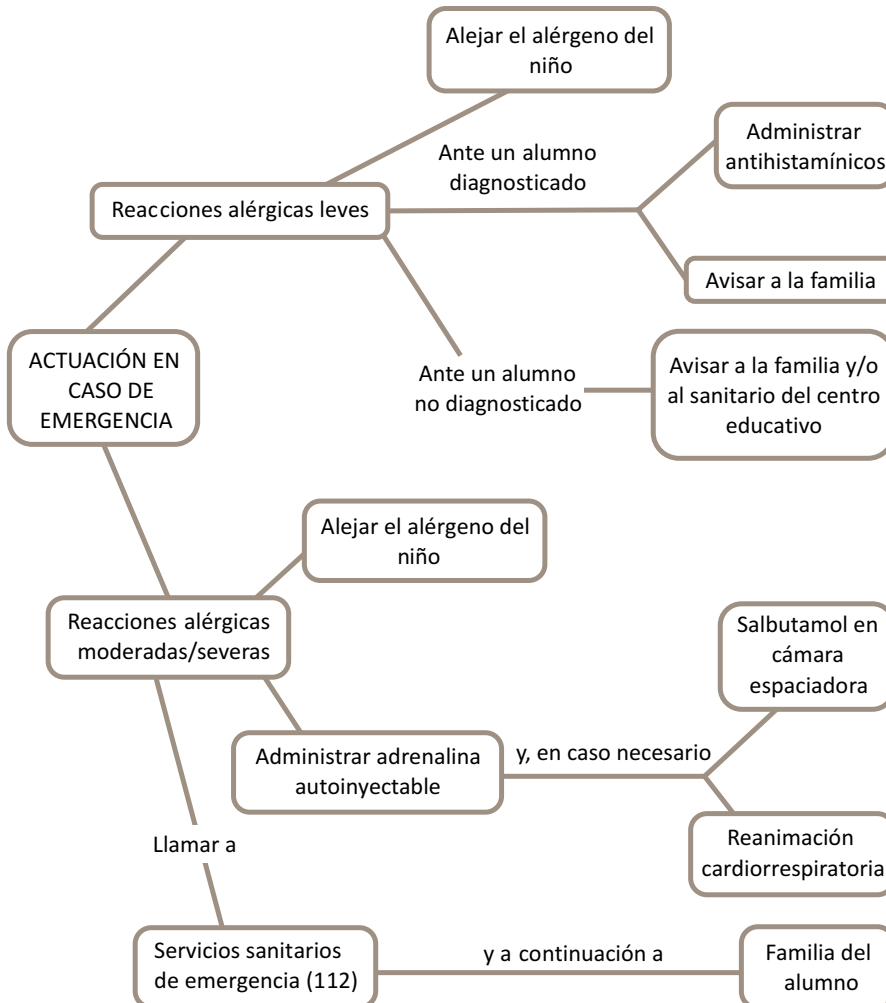 Alejar el alérgeno del
niño
Ante un alumno
diagnosticado
Administrar
antihistamínicos
Reacciones alérgicas leves
Avisar a la familia
ACTUACIÓN EN
CASO DE
EMERGENCIA
Ante un alumno
no diagnosticado
Avisar a la familia y/o
al sanitario del centro
educativo
Alejar el alérgeno del
niño
Reacciones alérgicas
moderadas/severas
Salbutamol en
cámara
espaciadora
Administrar adrenalina
autoinyectable
y, en caso necesario
Reanimación
cardiorrespiratoria
Llamar a
Servicios sanitarios
de emergencia (112)
y a continuación a
Familia del
alumno